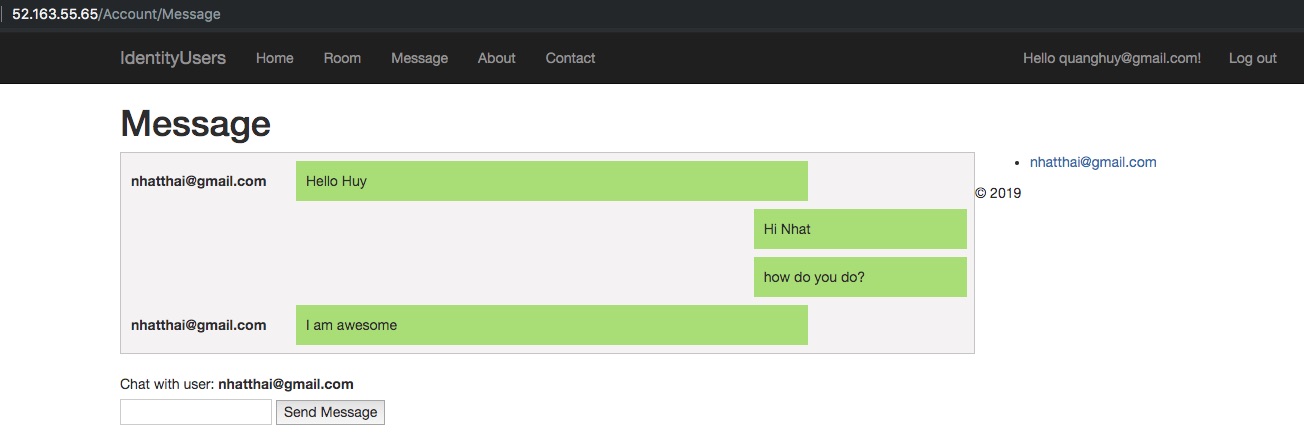 52.163.55.65/Account/Message
IdentityUsers Home Room Message About Contact Hello quanghuy@gmail.com! Log out
Message
nhatthai@gmail.com Hello Huy
nhatthai@gmail.com
© 2019
Hi Nhat
how do you do?
nhatthai@gmail.com I am awesome
Chat with user: nhatthai@gmail.com
Send Message